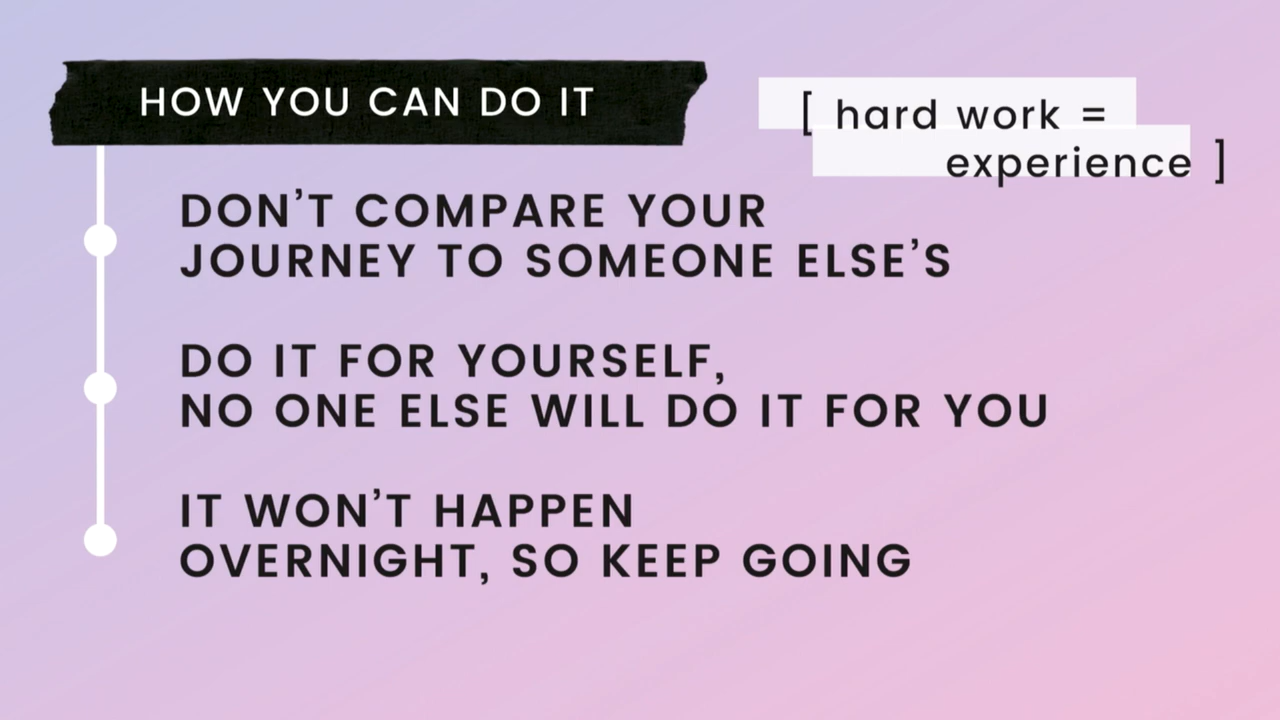 HOW YOU CAN DO IT
[ hard work =
experience ]
DON’T COMPARE YOUR
JOURNEY TO SOMEONE ELSE’S
DO IT FOR YOURSELF,
NO ONE ELSE WILL DO IT FOR YOU
IT WON’T HAPPEN
OVERNIGHT, SO KEEP GOING